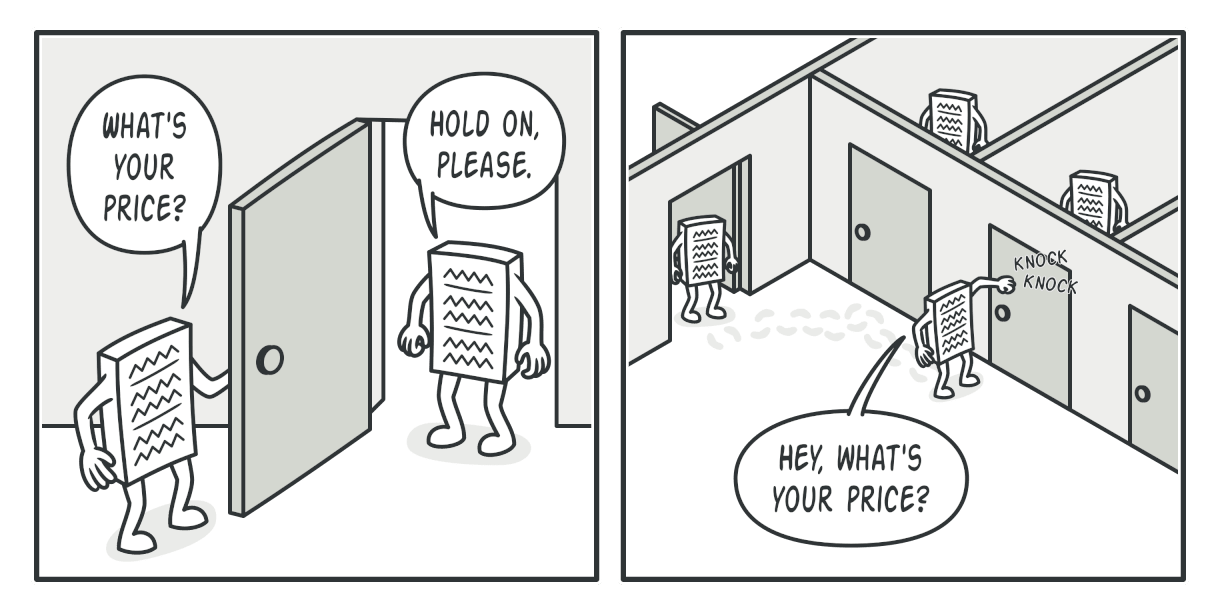 WHAT'S
YOUR
PRICE?
HOLD ON,
PLEASE.
KNOCK
KNOCK
HEY, WHAT'S
YOUR PRICE?